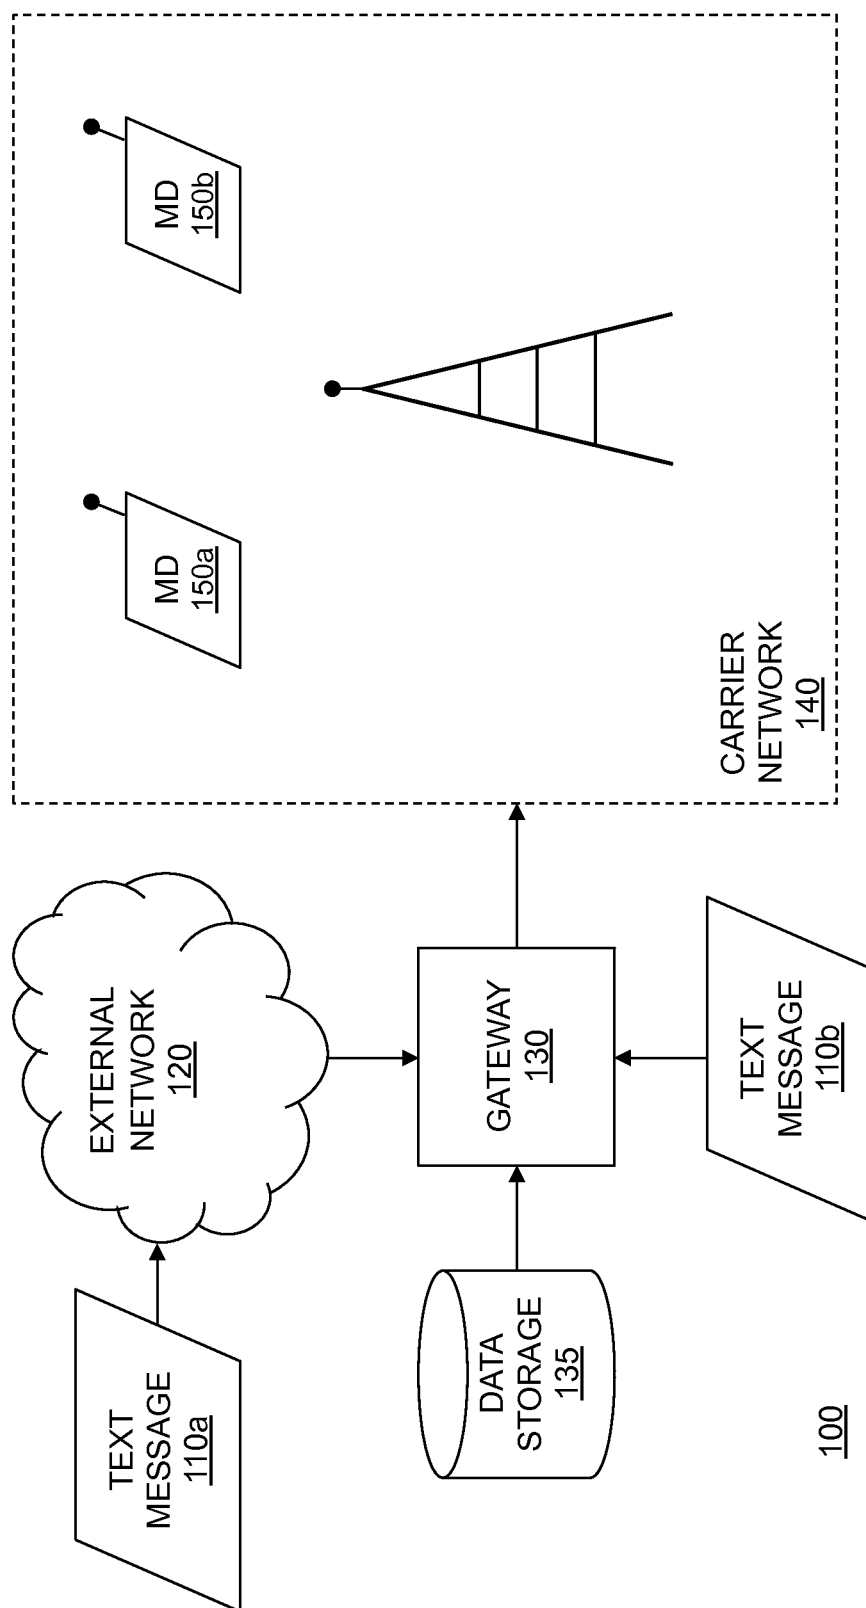 TEXT
MESSAGE
110a
EXTERNAL
NETWORK
120
MD
150a
MD
150b
DATA
STORAGE
135
GATEWAY
130
CARRIER
NETWORK
140
TEXT
MESSAGE
110b
100